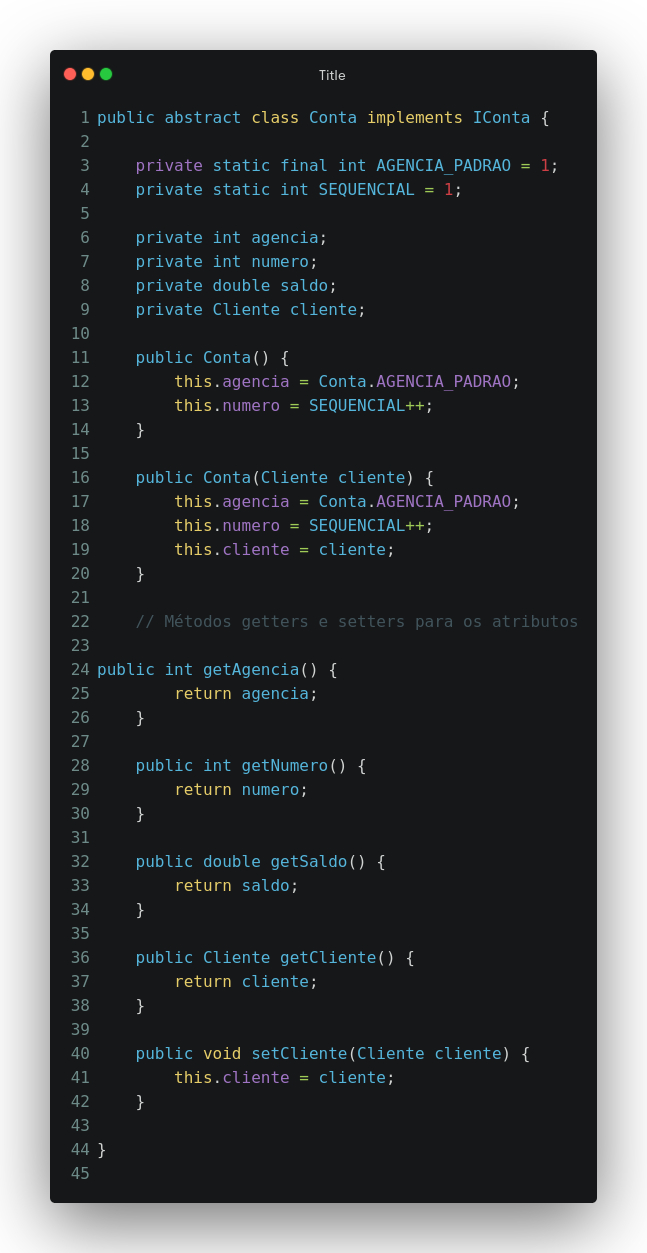 Title
1 public abstract class Conta implements IConta {
2
3     private static final int AGENCIA_PADRAO = 1;
4     private static int SEQUENCIAL = 1;
5
6     private int agencia;
7     private int numero;
8     private double saldo;
9     private Cliente cliente;
10
11     public Conta() {
12         this.agencia = Conta.AGENCIA_PADRAO;
13         this.numero = SEQUENCIAL++;
14     }
15
16     public Conta(Cliente cliente) {
17         this.agencia = Conta.AGENCIA_PADRAO;
18         this.numero = SEQUENCIAL++;
19         this.cliente = cliente;
20     }
21
22     // Métodos getters e setters para os atributos
23
24 public int getAgencia() {
25         return agencia;
26     }
27
28     public int getNumero() {
29         return numero;
30     }
31
32     public double getSaldo() {
33         return saldo;
34     }
35
36     public Cliente getCliente() {
37         return cliente;
38     }
39
40     public void setCliente(Cliente cliente) {
41         this.cliente = cliente;
42     }
43
44 }
45